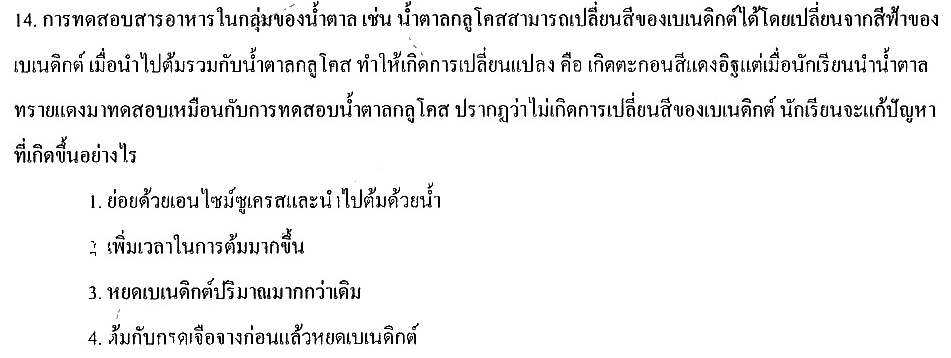 14. การทดสอบสารอาหารในกลุ่มของน้ำตาล เช่น น้ำตาลกลูโคสสามารถเปลี่ยนสีของเบเนดิกต์ได้โดยเปลี่ยนจากสีฟ้าของ
เบเนดิกต์ เมื่อนำไปต้มรวมกับน้ำตาลกลูโคส ทำให้เกิดการเปลี่ยนแปลง คือ เกิดตะกอนสีแดงอิฐแต่เมื่อนักเรียนนำน้ำตาล
ทรายแดงมาทดสอบเหมือนกับการทดสอบน้ำตาลกลูโคส ปรากฏว่าไม่เกิดการเปลี่ยนสีของเบเนดิกต์ นักเรียนจะแก้ปัญหา
ที่เกิดขึ้นอย่างไร
1. ย่อยด้วยเอนไซม์ซูเครสและนำไปต้มด้วยน้ำ
2. เพิ่มเวลาในการต้มมากขึ้น
3. หยดเบเนดิกต์ปริมาณมากกว่าเดิม
4. ต้มกับกรดเจือจางก่อนแล้วหยดเบเนดิกต์